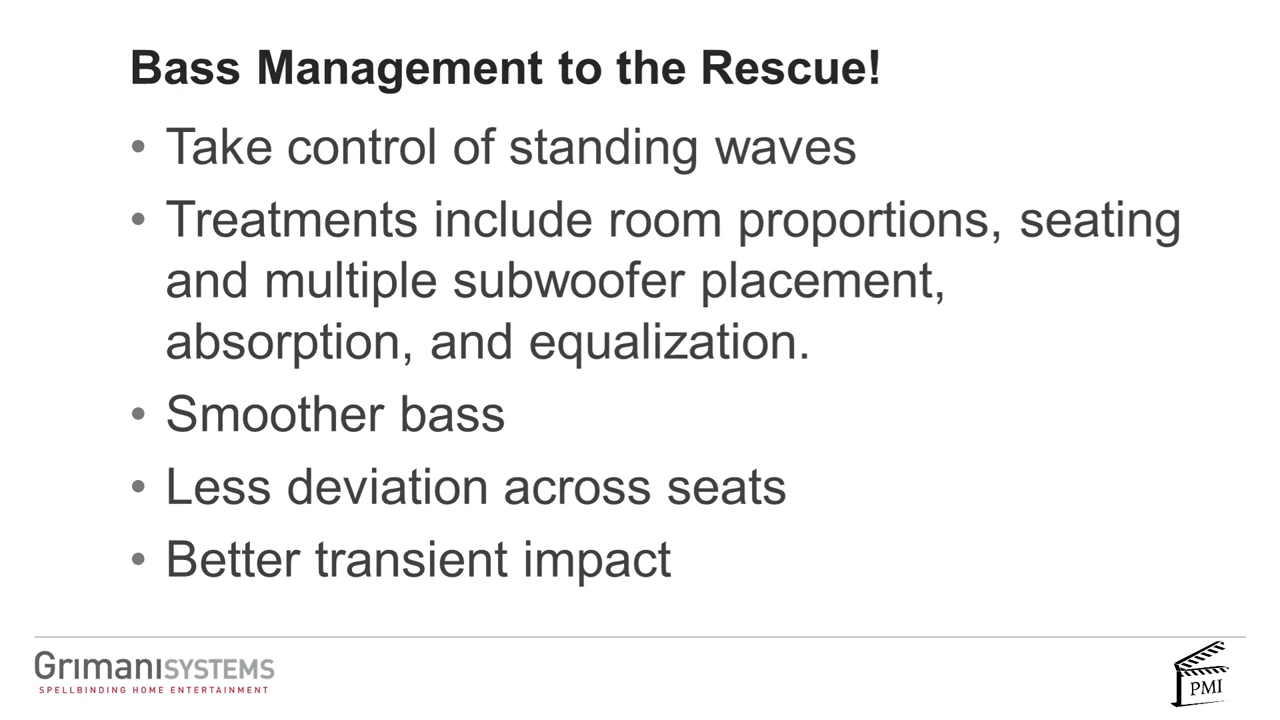 Bass Management to the Rescue!
• Take control of standing waves
• Treatments include room proportions, seating
and multiple subwoofer placement,
absorption, and equalization.
• Smoother bass
• Less deviation across seats
• Better transient impact
GrimaniSYSTEMS
SPELLBINDING HOME ENTERTAINMENT
PMI